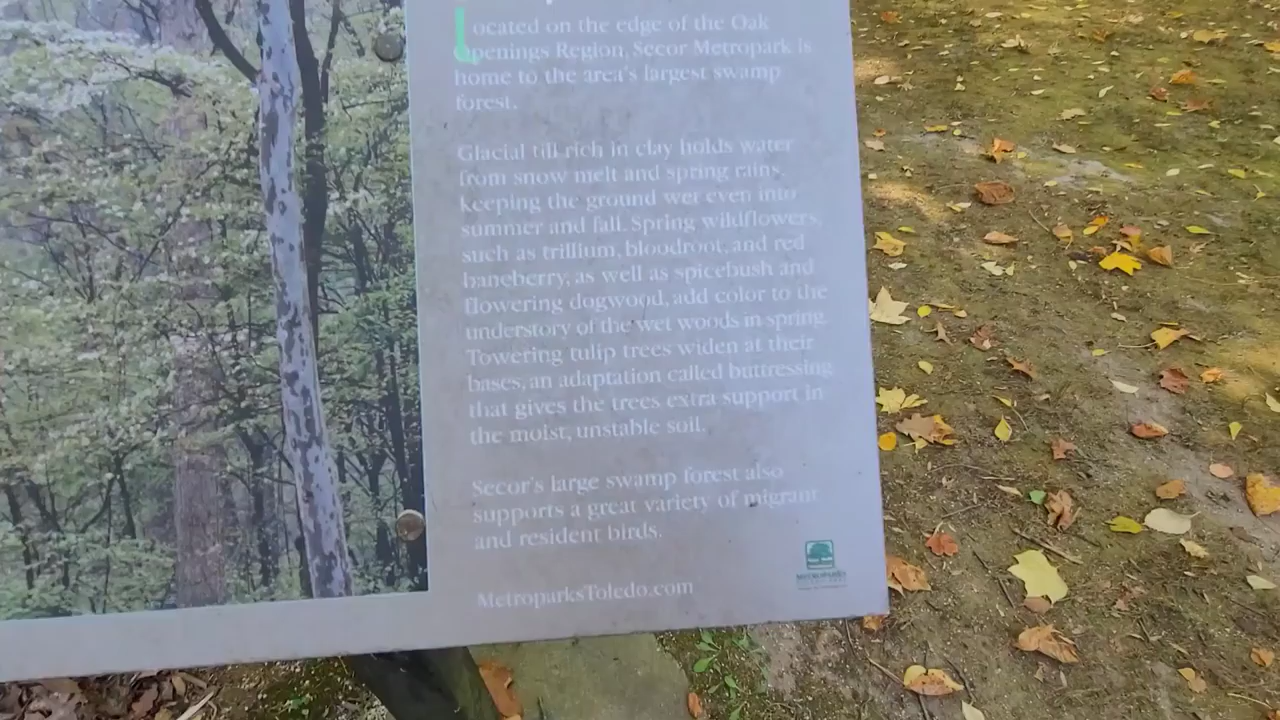 Located on the edge of the Oak
Openings Region, Secor Metropark is
home to the area's largest swamp
forest.
Glacial till rich in clay holds water
from snow melt and spring rains,
keeping the ground wet even into
summer and fall. Spring wildflowers,
such as trillium, bloodroot, and red
baneberry, as well as spicebush and
flowering dogwood, add color to the
understory of the wet woods in spring.
Towering tulip trees widen at their
bases, an adaptation called buttressing
that gives the trees extra support in
the moist, unstable soil.
Secor's large swamp forest also
supports a great variety of migrant
and resident birds.
MetroparksToledo.com
METROPARKS